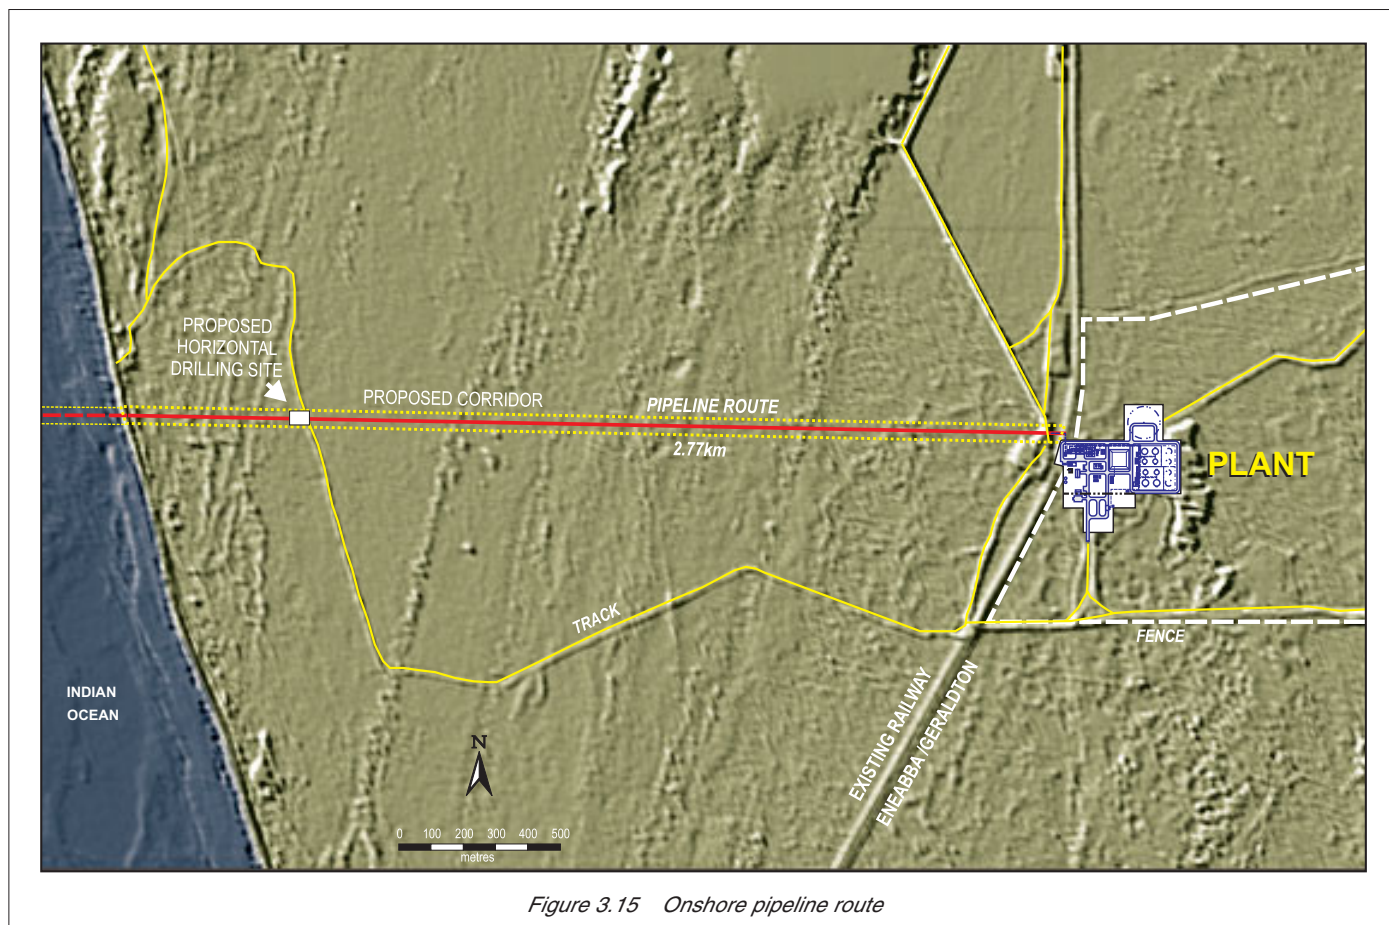 PROPOSED
HORIZONTAL
DRILLING SITE
PROPOSED CORRIDOR
PIPELINE ROUTE
2.77km
PLANT
TRACK
FENCE
INDIAN
OCEAN
EXISTING RAILWAY
ENEABBA /GERALDTON
N
0 100 200 300 400 500
metres
Figure 3.15 Onshore pipeline route